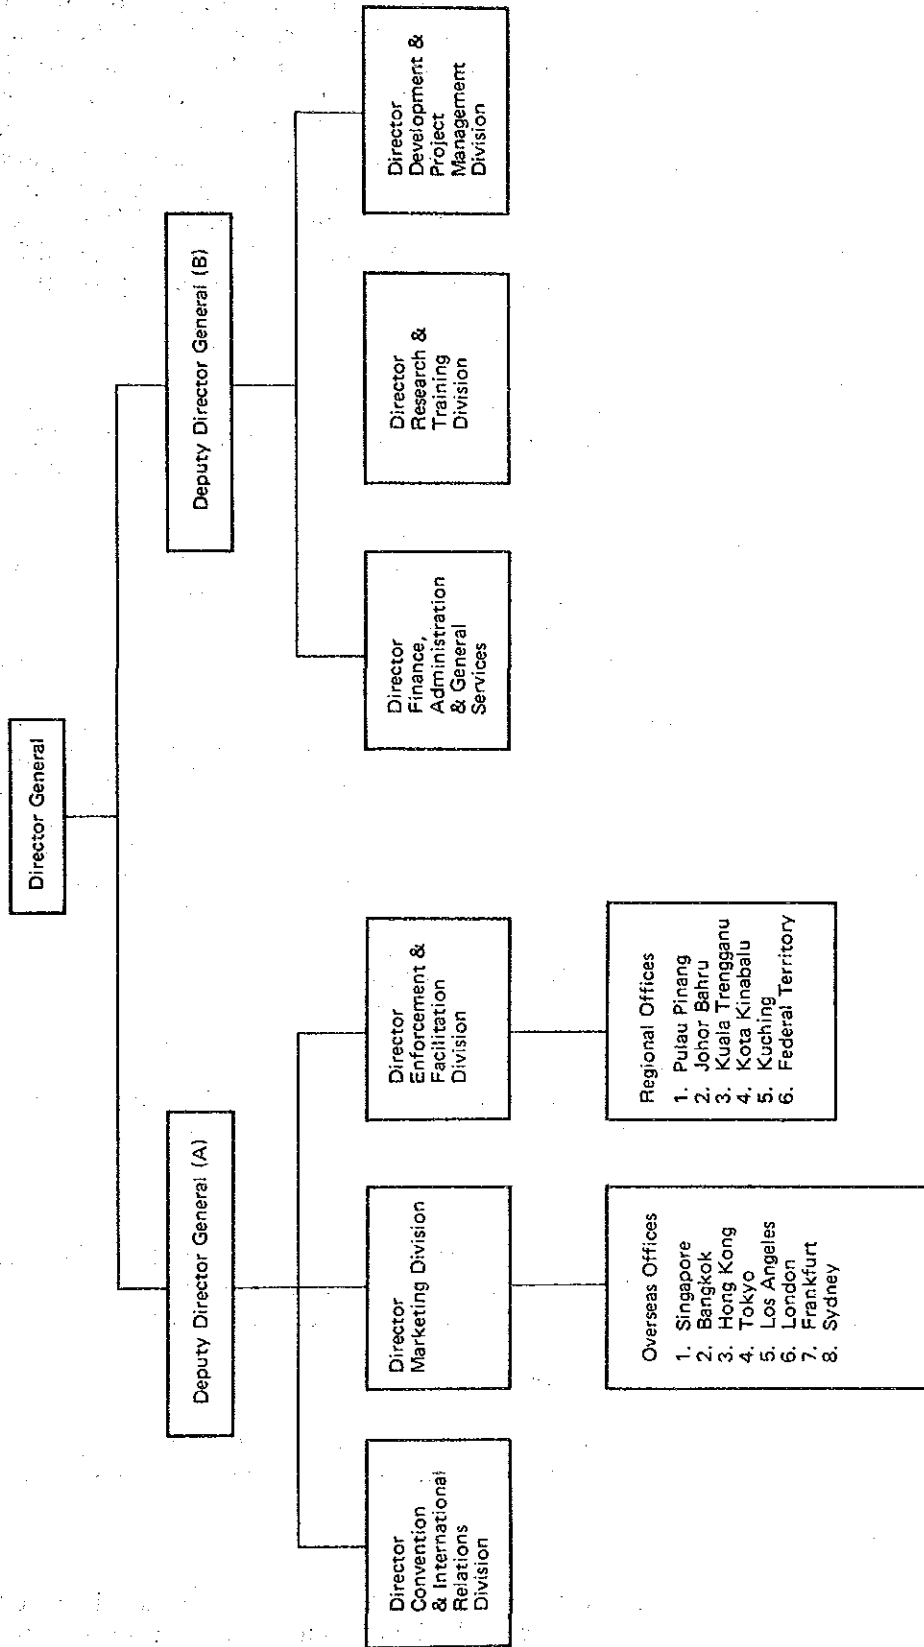 Director General
Deputy Director General (A)
Deputy Director General (B)
Director
Convention
& International
Relations
Division
Director
Marketing Division
Director
Enforcement &
Facilitation
Division
Director
Finance,
Administration
& General
Services
Director
Research &
Training
Division
Director
Development &
Project
Management
Division
Overseas Offices
1. Singapore
2. Bangkok
3. Hong Kong
4. Tokyo
5. Los Angeles
6. London
7. Frankfurt
8. Sydney
Regional Offices
1. Pulau Pinang
2. Johor Bahru
3. Kuala Trengganu
4. Kota Kinabalu
5. Kuching
6. Federal Territory